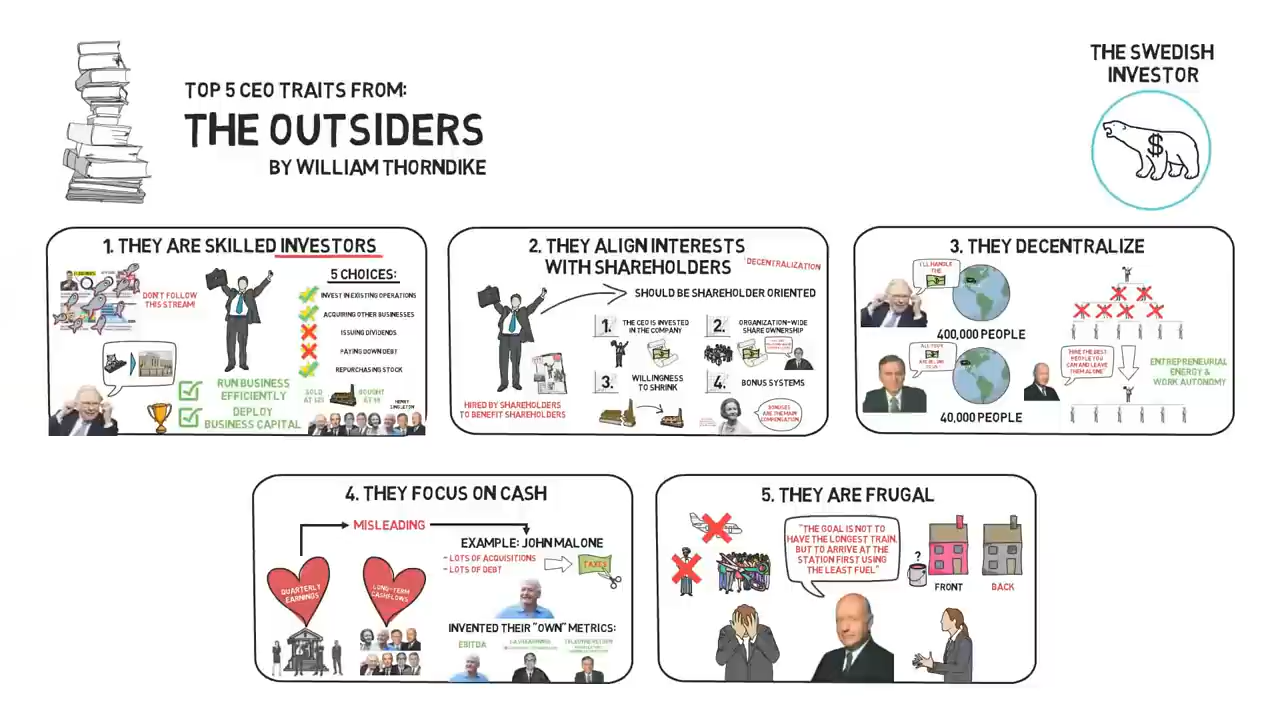 TOP 5 CEO TRAITS FROM:
THE OUTSIDERS
BY WILLIAM THORNDIKE
THE SWEDISH
INVESTOR
$
1. THEY ARE SKILLED INVESTORS
DON'T FOLLOW
THIS STREAM!
5 CHOICES:
INVEST IN EXISTING OPERATIONS
ACQUIRING OTHER BUSINESSES
ISSUING DIVIDENDS
PAYING DOWN DEBT
REPURCHASING STOCK
RUN BUSINESS
EFFICIENTLY
DEPLOY
BUSINESS CAPITAL
SOLD
BOUGHT
HENRY
SINGLETON
2. THEY ALIGN INTERESTS
WITH SHAREHOLDERS
DECENTRALIZATION
SHOULD BE SHAREHOLDER ORIENTED
1.
THE CEO IS INVESTED
IN THE COMPANY
2.
ORGANIZATION-WIDE
SHARE OWNERSHIP
3.
WILLINGNESS
TO SHRINK
4.
BONUS SYSTEMS
HIRED BY SHAREHOLDERS
TO BENEFIT SHAREHOLDERS
BONUSES
ARE THE MAIN
COMPENSATION
3. THEY DECENTRALIZE
I'LL HANDLE
THE
400,000 PEOPLE
40,000 PEOPLE
"HIRE THE BEST
PEOPLE YOU
CAN AND LEAVE
THEM ALONE"
ENTREPRENEURIAL
ENERGY &
WORK AUTONOMY
4. THEY FOCUS ON CASH
MISLEADING
QUARTERLY
EARNINGS
LONG-TERM
CASHFLOWS
EXAMPLE: JOHN MALONE
- LOTS OF ACQUISITIONS
- LOTS OF DEBT
TAXES
INVENTED THEIR "OWN" METRICS:
EBITDA
5. THEY ARE FRUGAL
"THE GOAL IS NOT TO
HAVE THE LONGEST TRAIN,
BUT TO ARRIVE AT THE
STATION FIRST USING
THE LEAST FUEL"
?
FRONT
BACK